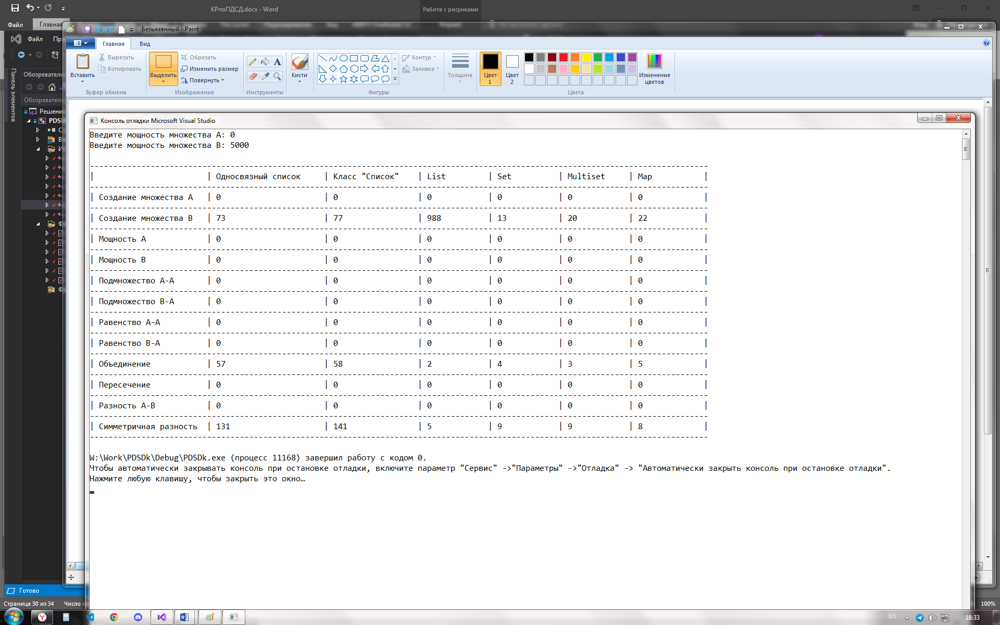 КРпоПДСД.docx - Word
Работа с рисунками
Файл
Главная
Безымянный - Paint
Файл
Главная
Вид
Вставить
Вырезать
Копировать
Буфер обмена
Выделить
Обрезать
Изменить размер
Повернуть
Изображение
Инструменты
Кисти
Фигуры
Контур
Заливка
Толщина
Цвет 1
Цвет 2
Изменение цветов
Цвета
Панель элементов
Консоль отладки Microsoft Visual Studio
Введите мощность множества A: 0
Введите мощность множества B: 5000
| | Односвязный список | Класс "Список" | List | Set | Multiset | Map |
| Создание множества A | 0 | 0 | 0 | 0 | 0 | 0 |
| Создание множества B | 73 | 77 | 988 | 13 | 20 | 22 |
| Мощность A | 0 | 0 | 0 | 0 | 0 | 0 |
| Мощность B | 0 | 0 | 0 | 0 | 0 | 0 |
| Подмножество A-A | 0 | 0 | 0 | 0 | 0 | 0 |
| Подмножество B-A | 0 | 0 | 0 | 0 | 0 | 0 |
| Равенство A-A | 0 | 0 | 0 | 0 | 0 | 0 |
| Равенство B-A | 0 | 0 | 0 | 0 | 0 | 0 |
| Объединение | 57 | 58 | 2 | 4 | 3 | 5 |
| Пересечение | 0 | 0 | 0 | 0 | 0 | 0 |
| Разность A-B | 0 | 0 | 0 | 0 | 0 | 0 |
| Симметричная разность | 131 | 141 | 5 | 9 | 9 | 8 |
W:\Work\PDSDk\Debug\PDSDk.exe (процесс 11168) завершил работу с кодом 0.
Чтобы автоматически закрывать консоль при остановке отладки, включите параметр "Сервис" ->"Параметры" ->"Отладка" -> "Автоматически закрыть консоль при остановке отладки".
Нажмите любую клавишу, чтобы закрыть это окно…
Готово
Страница 30 из 34
Число
100%
EN
18:33